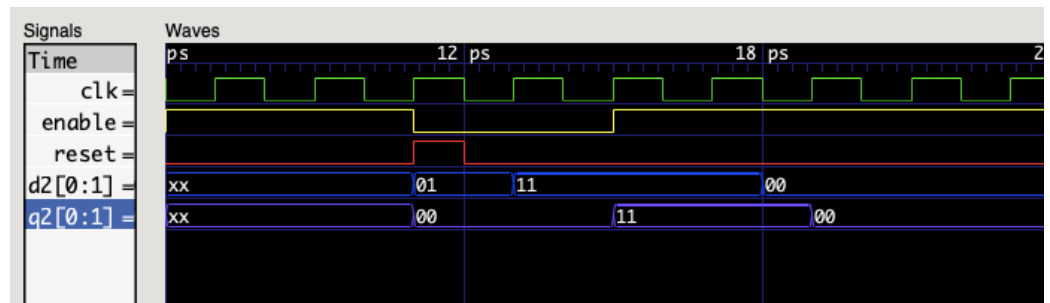 Signals
Waves
Time
ps
12 ps
18 ps
2
clk=
enable=
reset=
d2[0:1] =
xx
01
11
00
q2[0:1] =
xx
00
11
00